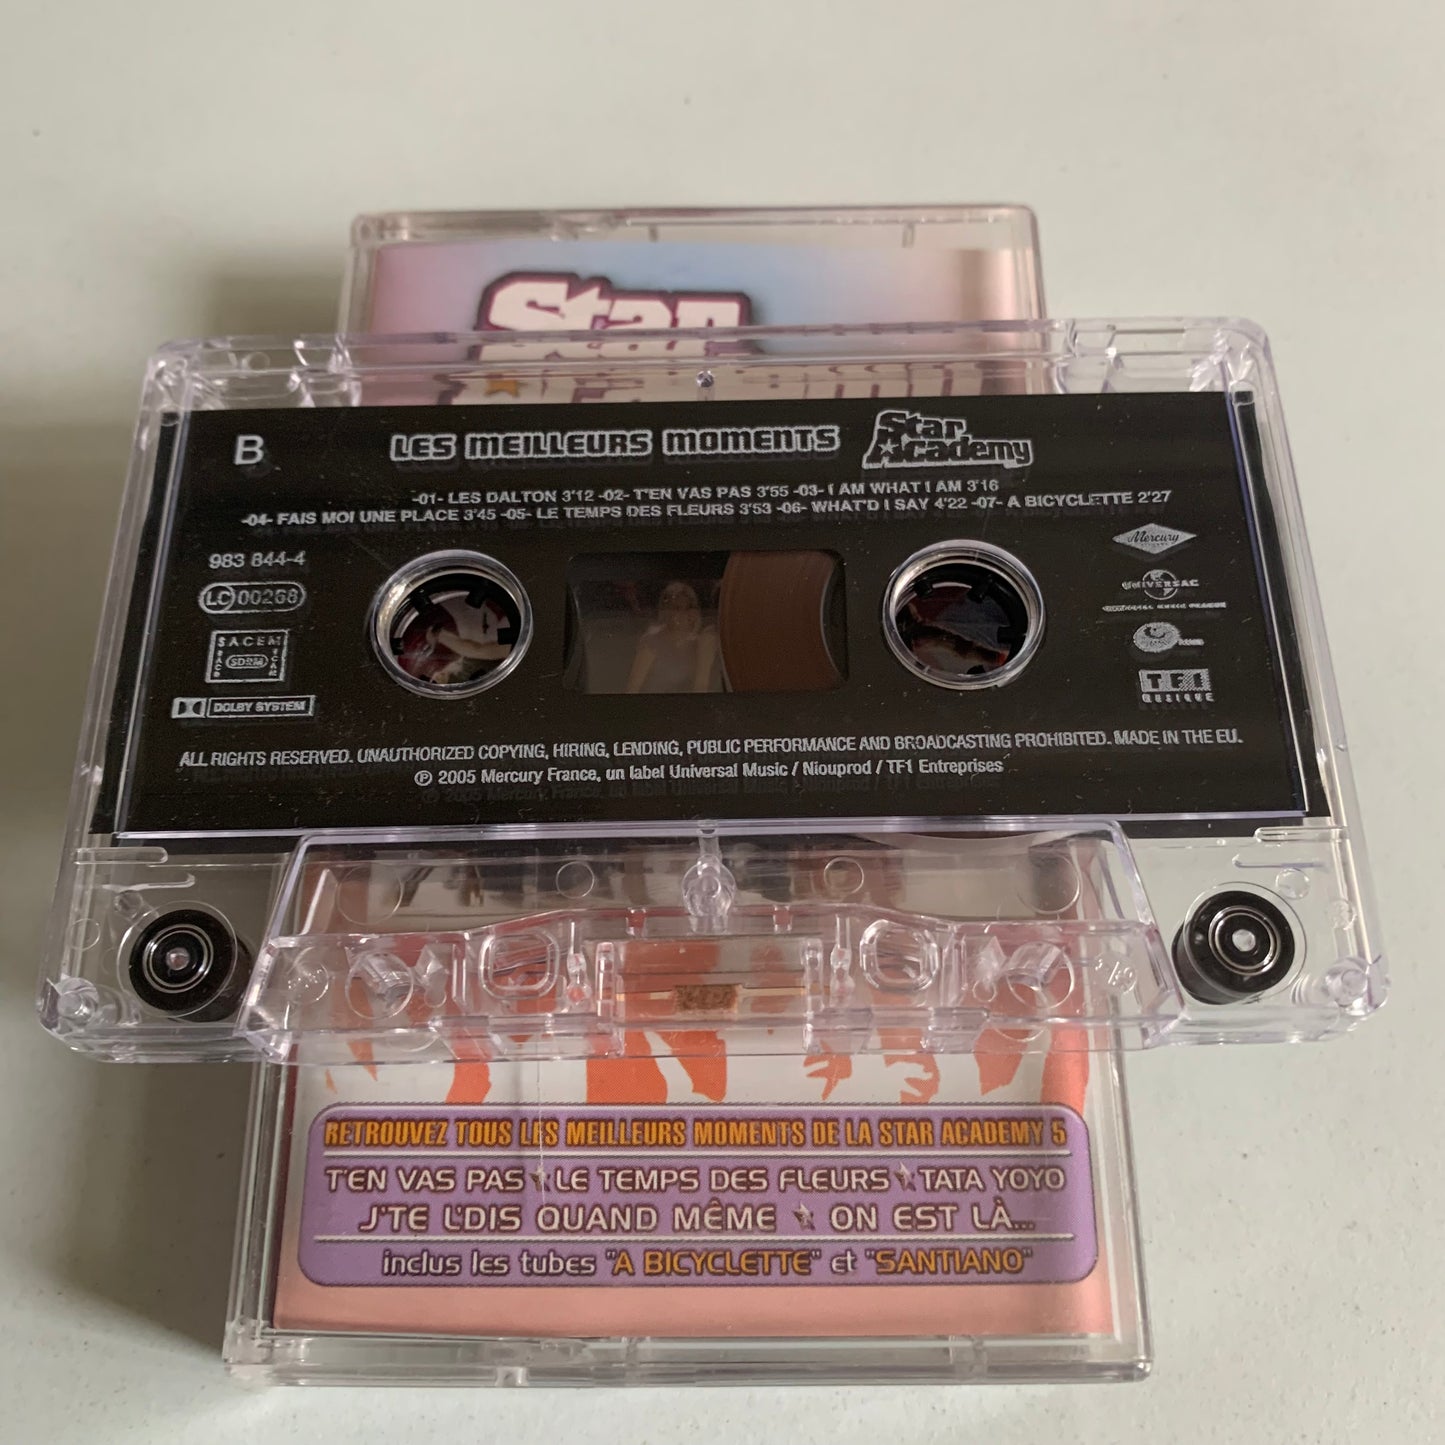 Star
B
LES MEILLEURS MOMENTS
Star Academy
-01- LES DALTON 3'12 -02- T'EN VAS PAS 3'55 -03- I AM WHAT I AM 3'16
-04- FAIS MOI UNE PLACE 3'45 -05- LE TEMPS DES FLEURS 3'53 -06- WHAT'D I SAY 4'22 -07- A BICYCLETTE 2'27
983 844-4
LC 00268
SACEM
SDRM
DOLBY SYSTEM
Mercury
UNIVERSAL
TF1
MUSIQUE
ALL RIGHTS RESERVED. UNAUTHORIZED COPYING, HIRING, LENDING, PUBLIC PERFORMANCE AND BROADCASTING PROHIBITED. MADE IN THE EU.
℗ 2005 Mercury France, un label Universal Music / Niouprod / TF1 Entreprises
RETROUVEZ TOUS LES MEILLEURS MOMENTS DE LA STAR ACADEMY 5
T'EN VAS PAS ★ LE TEMPS DES FLEURS ★ TATA YOYO
J'TE L'DIS QUAND MÊME ★ ON EST LÀ...
inclus les tubes "A BICYCLETTE" et "SANTIANO"